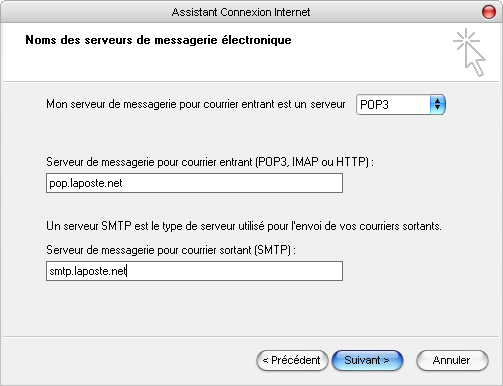 Assistant Connexion Internet
Noms des serveurs de messagerie électronique
Mon serveur de messagerie pour courrier entrant est un serveur POP3
Serveur de messagerie pour courrier entrant (POP3, IMAP ou HTTP) :
pop.laposte.net
Un serveur SMTP est le type de serveur utilisé pour l'envoi de vos courriers sortants.
Serveur de messagerie pour courrier sortant (SMTP) :
smtp.laposte.net
< Précédent Suivant > Annuler